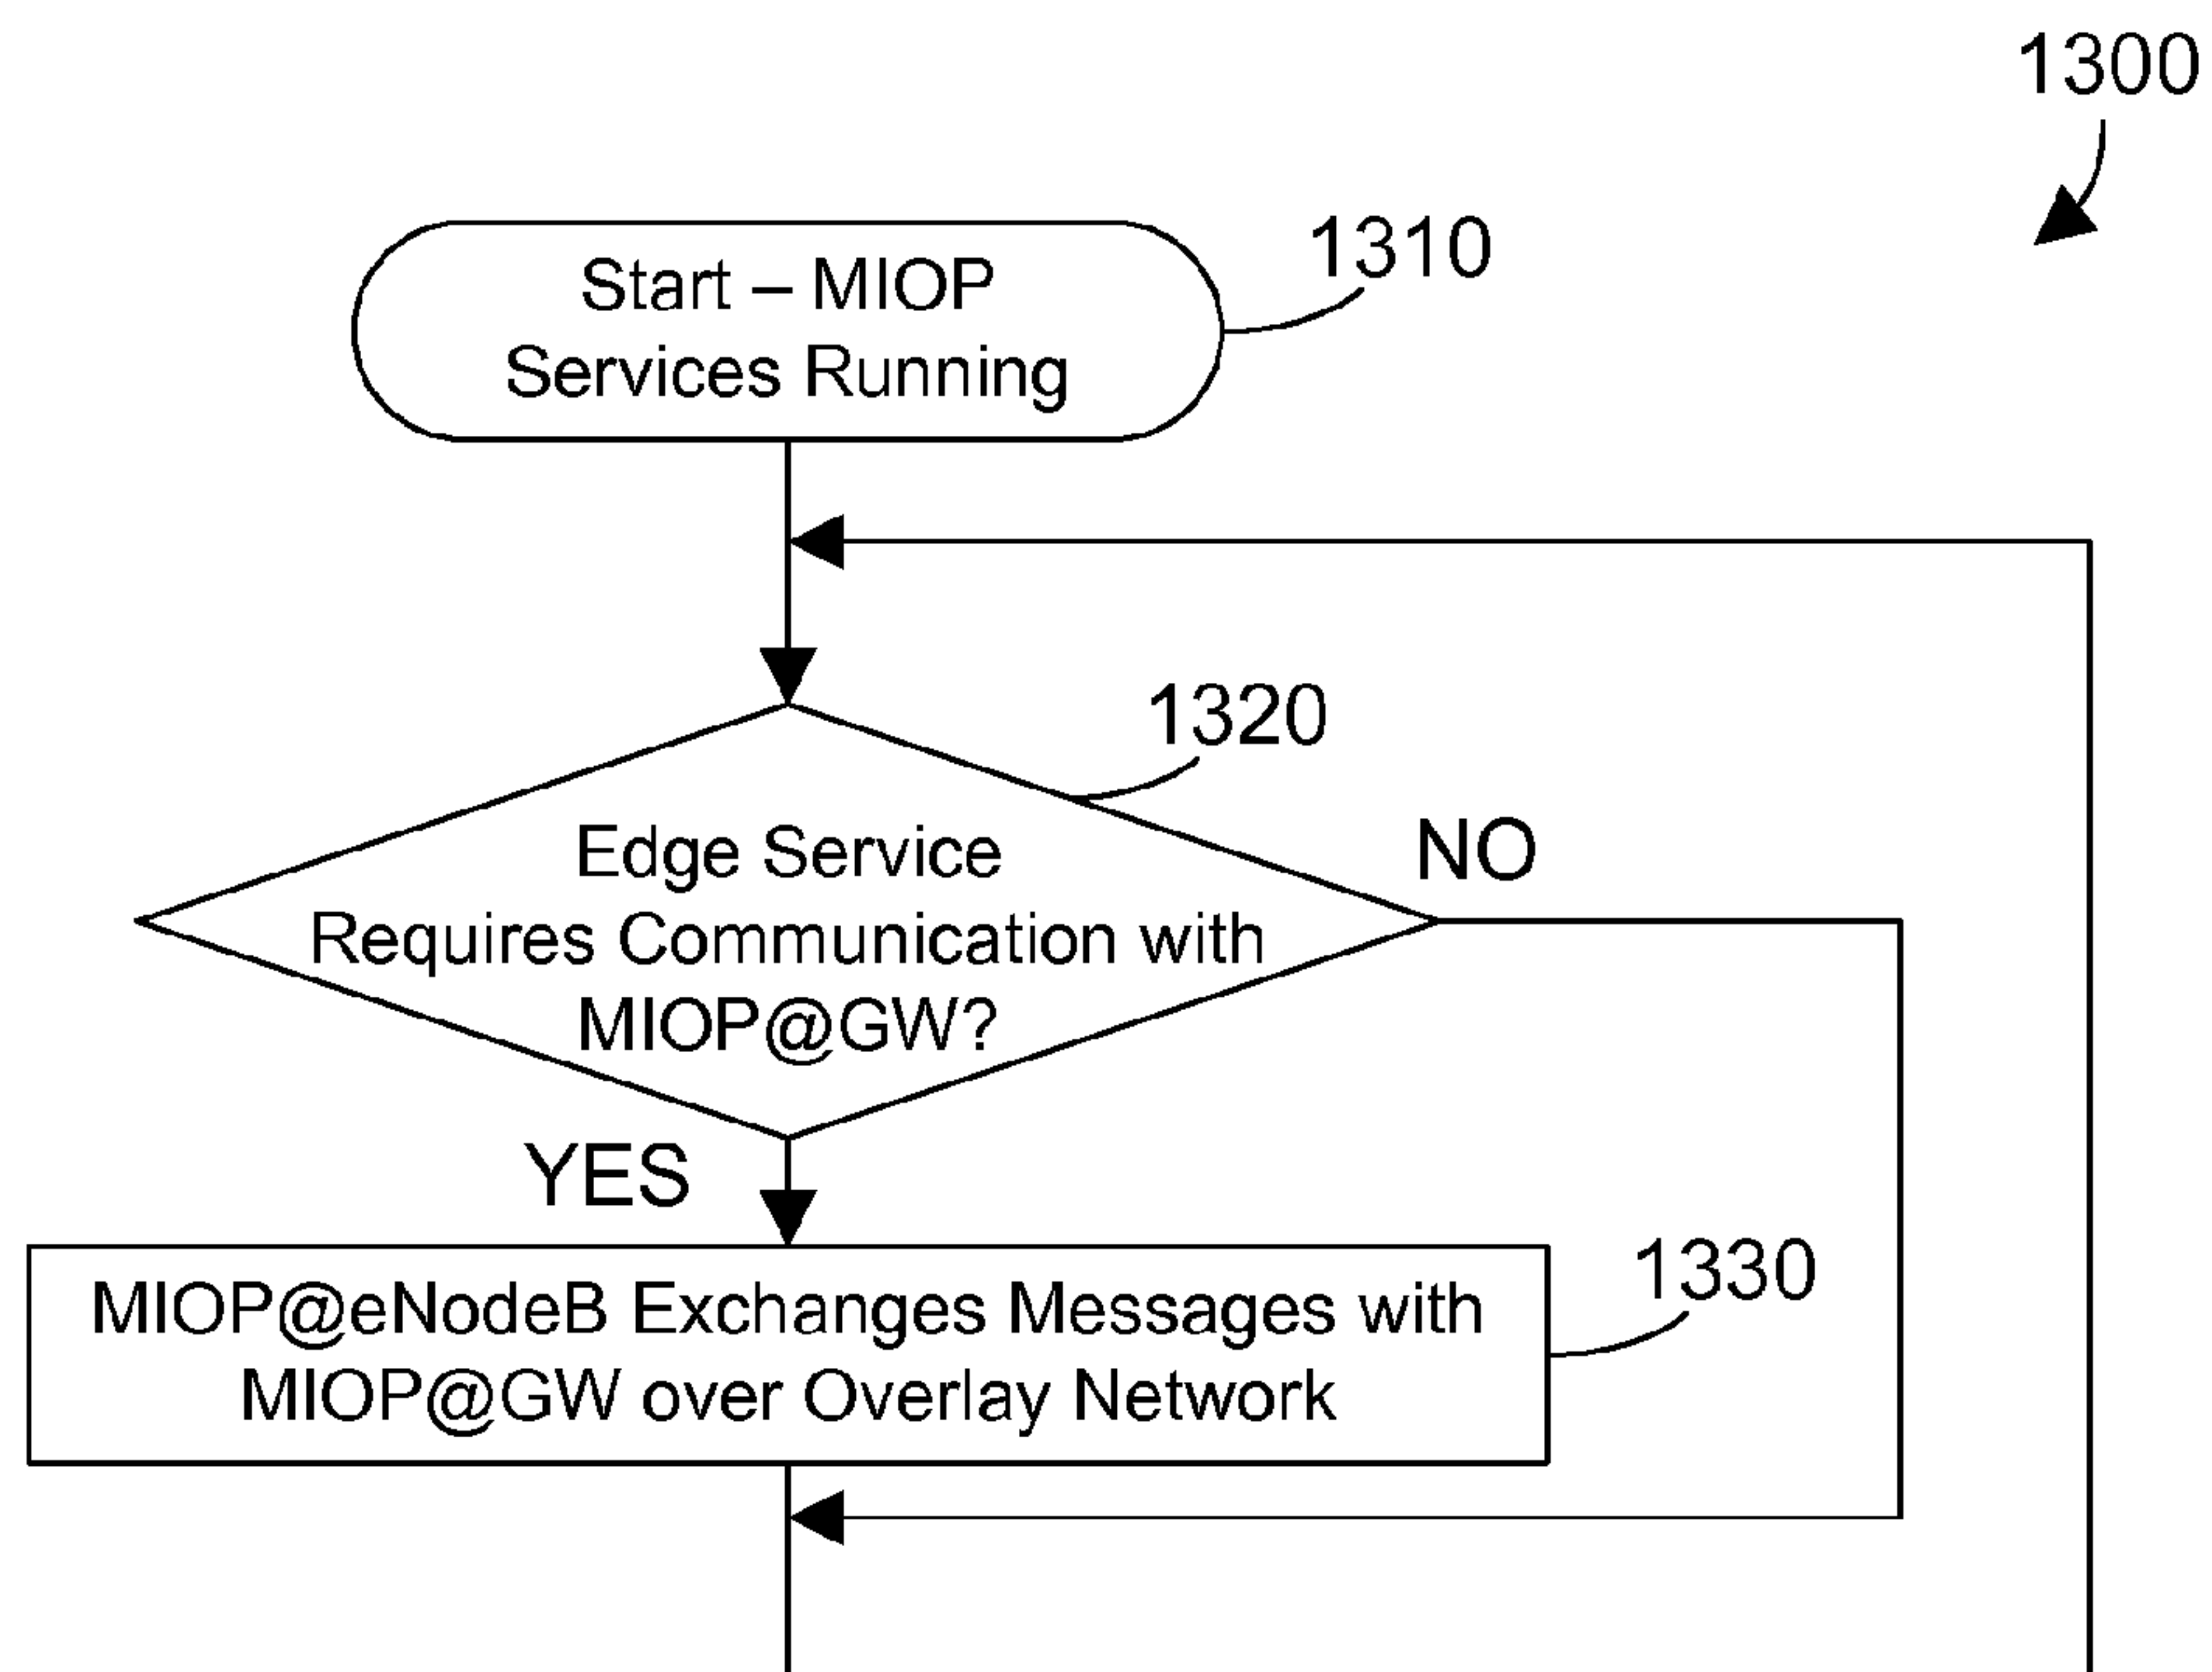 1300
1310
Start – MIOP
Services Running
1320
Edge Service
NO
Requires Communication with
MIOP@GW?
YES
1330
MIOP@eNodeB Exchanges Messages with
MIOP@GW over Overlay Network